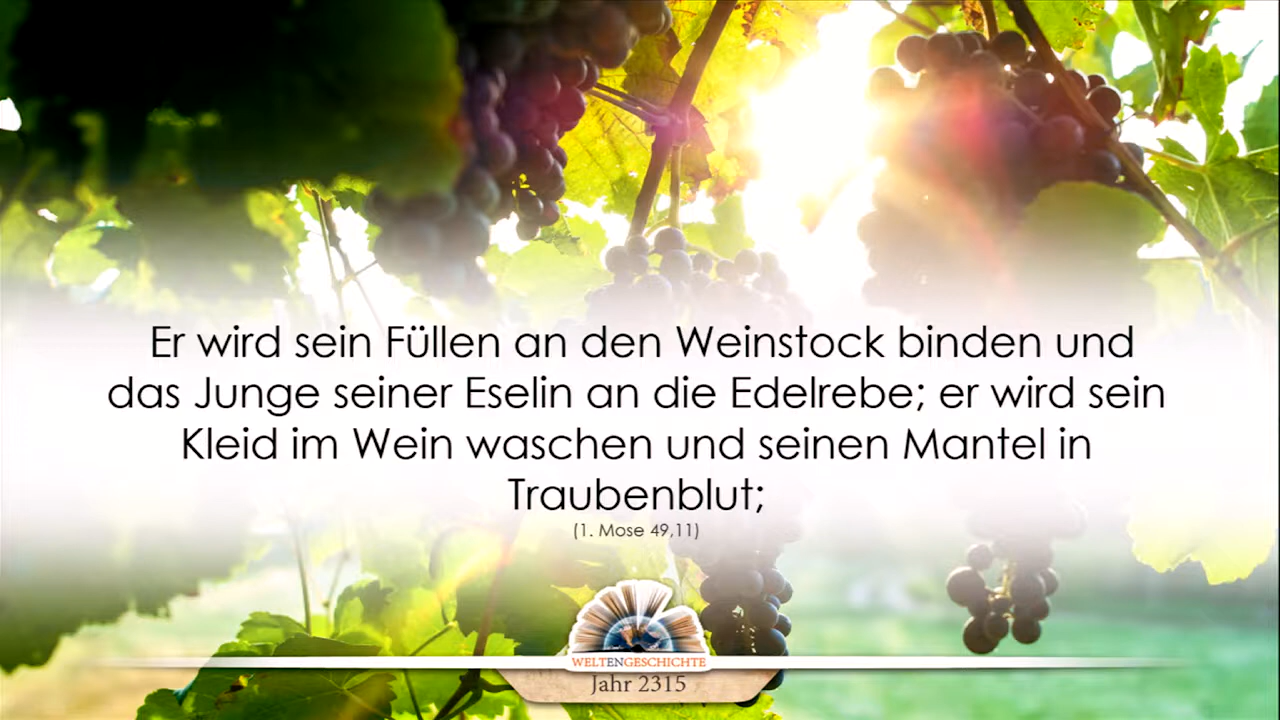 Er wird sein Füllen an den Weinstock binden und
das Junge seiner Eselin an die Edelrebe; er wird sein
Kleid im Wein waschen und seinen Mantel in
Traubenblut;
(1. Mose 49,11)
WELTENGESCHICHTE
Jahr 2315